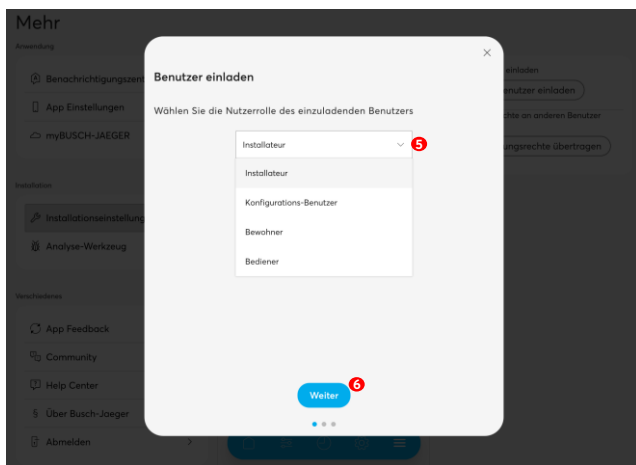 Mehr
Anwendung
Benachrichtigungszen
App Einstellungen
myBUSCH-JAEGER
Installation
Installationseinstellung
Analyse-Werkzeug
Verschiedenes
App Feedback
Community
Help Center
§ Über Busch-Jaeger
Abmelden
Benutzer einladen
Wählen Sie die Nutzerrolle des einzuladenden Benutzers
Installateur
5
Installateur
Konfigurations-Benutzer
Bewohner
Bediener
Weiter
6
einladen
enutzer einladen
chte an anderen Benutzer
ungsrechte übertragen